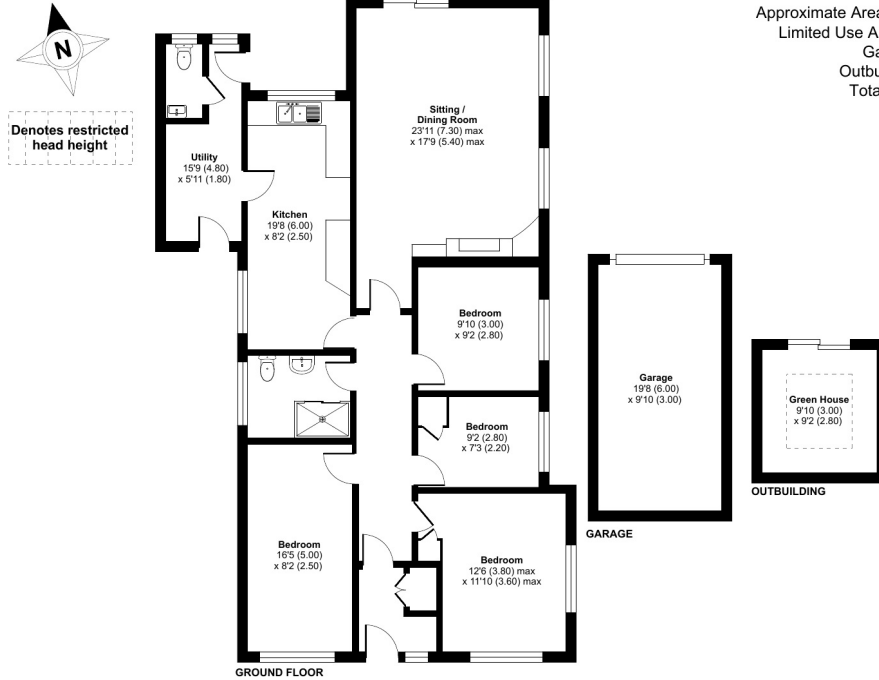 Approximate Area
Limited Use A
Ga
Outbu
Tota
N
Denotes restricted
head height
Sitting /
Dining Room
23'11 (7.30) max
x 17'9 (5.40) max
Utility
15'9 (4.80)
x 5'11 (1.80)
Kitchen
19'8 (6.00)
x 8'2 (2.50)
Bedroom
9'10 (3.00)
x 9'2 (2.80)
Garage
19'8 (6.00)
x 9'10 (3.00)
Green House
9'10 (3.00)
x 9'2 (2.80)
Bedroom
9'2 (2.80)
x 7'3 (2.20)
OUTBUILDING
GARAGE
Bedroom
16'5 (5.00)
x 8'2 (2.50)
Bedroom
12'6 (3.80) max
x 11'10 (3.60) max
GROUND FLOOR